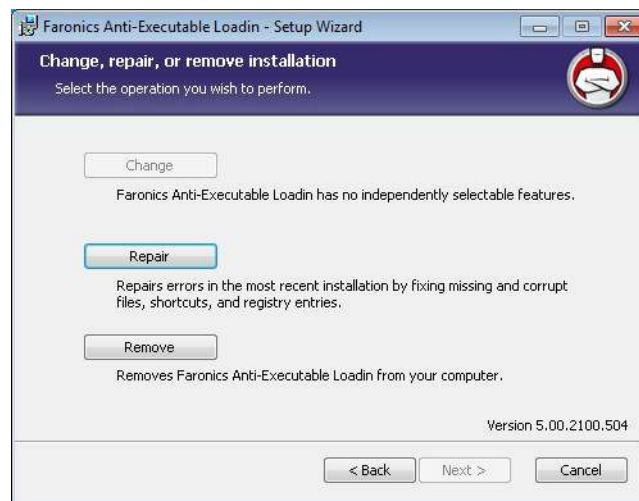 Faronics Anti-Executable Loadin - Setup Wizard
Change, repair, or remove installation
Select the operation you wish to perform.
Change
Faronics Anti-Executable Loadin has no independently selectable features.
Repair
Repairs errors in the most recent installation by fixing missing and corrupt
files, shortcuts, and registry entries.
Remove
Removes Faronics Anti-Executable Loadin from your computer.
Version 5.00.2100.504
< Back Next > Cancel